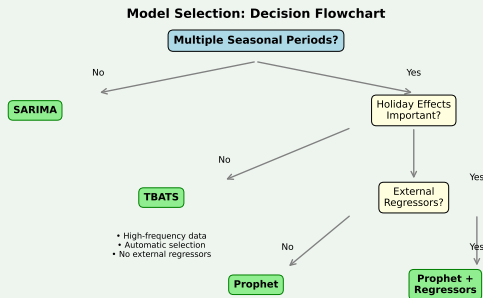 Model Selection: Decision Flowchart
Multiple Seasonal Periods?
No
Yes
SARIMA
Holiday Effects
Important?
No
Yes
TBATS
External
Regressors?
• High-frequency data
• Automatic selection
• No external regressors
No
Yes
Prophet
Prophet +
Regressors